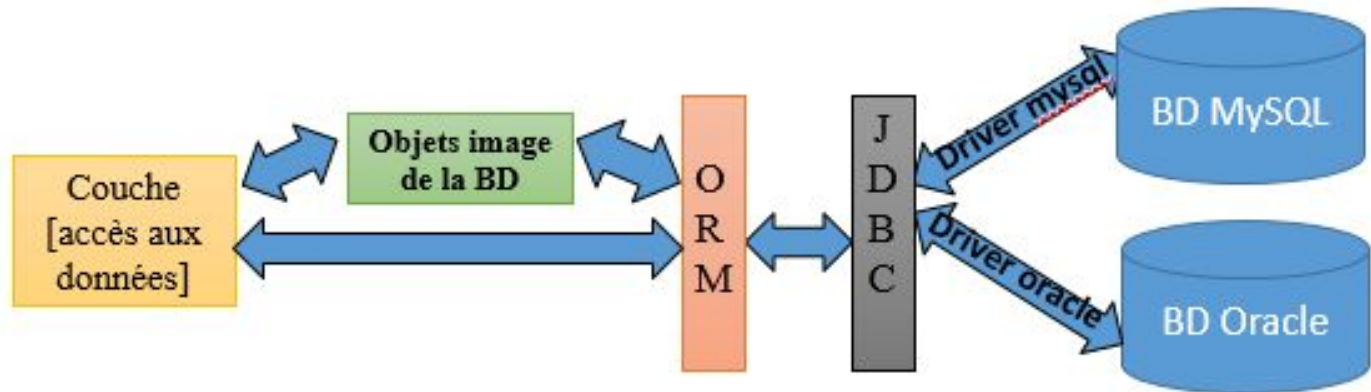 Couche
[accès aux
données]
Objets image
de la BD
O
R
M
J
D
B
C
Driver mysql
Driver oracle
BD MySQL
BD Oracle